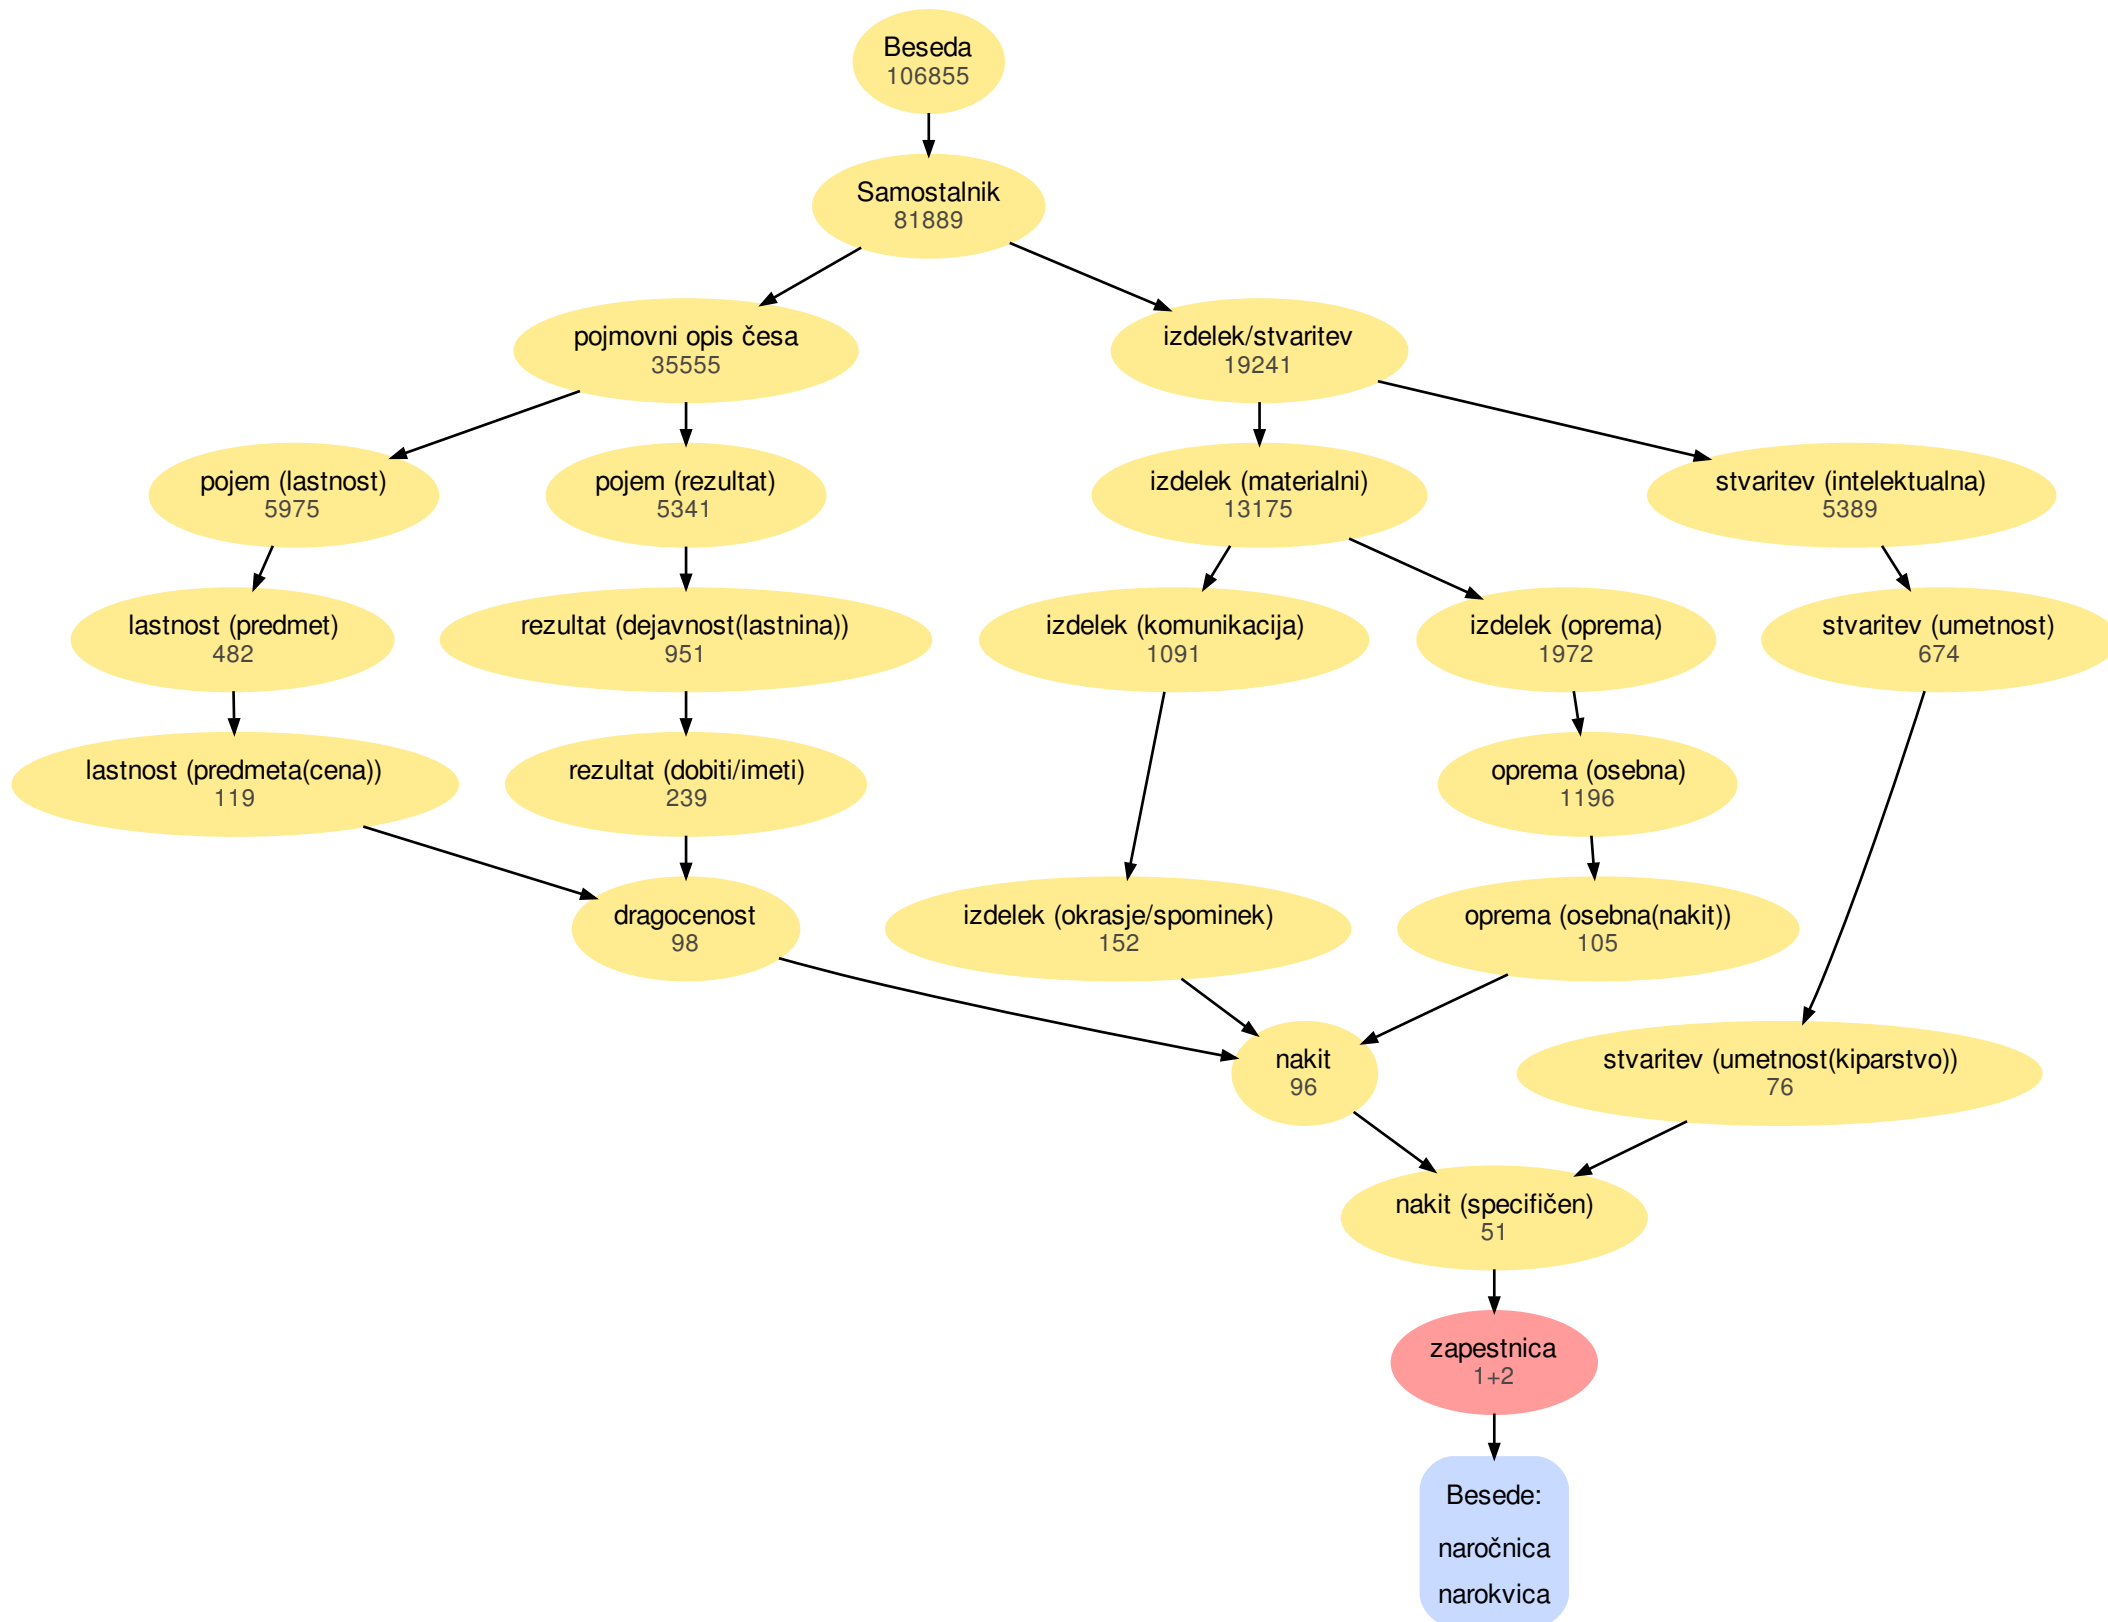 Beseda
106855
Samostalnik
81889
pojmovni opis česa
35555
izdelek/stvaritev
19241
pojem (lastnost)
5975
pojem (rezultat)
5341
izdelek (materialni)
13175
stvaritev (intelektualna)
5389
lastnost (predmet)
482
rezultat (dejavnost(lastnina))
951
izdelek (komunikacija)
1091
izdelek (oprema)
1972
stvaritev (umetnost)
674
lastnost (predmeta(cena))
119
rezultat (dobiti/imeti)
239
oprema (osebna)
1196
dragocenost
98
izdelek (okrasje/spominek)
152
oprema (osebna(nakit))
105
nakit
96
stvaritev (umetnost(kiparstvo))
76
nakit (specifičen)
51
zapestnica
1+2
Besede:
naročnica
narokvica